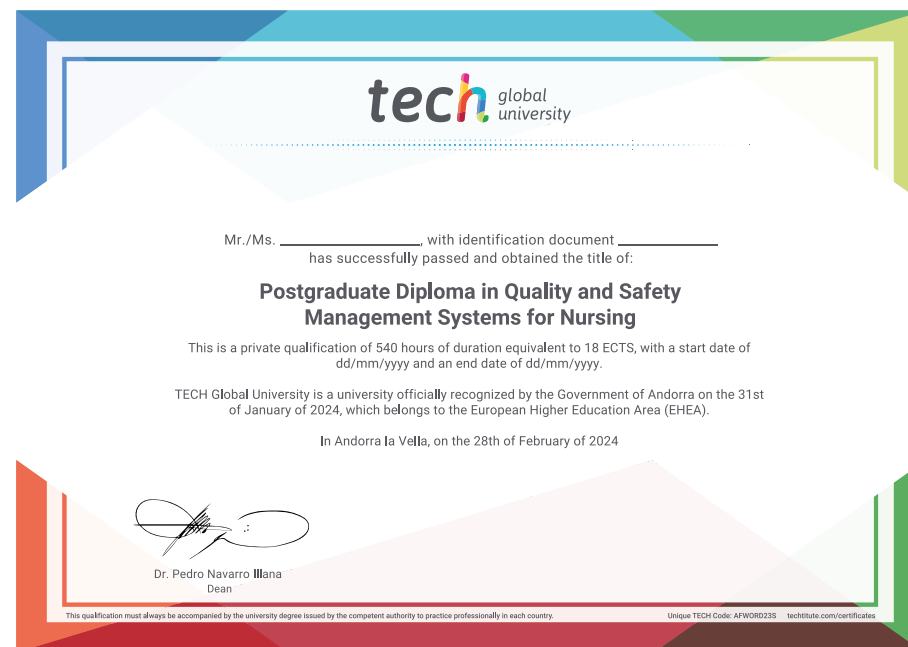 tech global university
Mr./Ms. ____________________, with identification document ______________
has successfully passed and obtained the title of:
Postgraduate Diploma in Quality and Safety
Management Systems for Nursing
This is a private qualification of 540 hours of duration equivalent to 18 ECTS, with a start date of
dd/mm/yyyy and an end date of dd/mm/yyyy.
TECH Global University is a university officially recognized by the Government of Andorra on the 31st
of January of 2024, which belongs to the European Higher Education Area (EHEA).
In Andorra la Vella, on the 28th of February of 2024
Dr. Pedro Navarro Illana
Dean
This qualification must always be accompanied by the university degree issued by the competent authority to practice professionally in each country.
Unique TECH Code: AFWORD23S techtitute.com/certificates